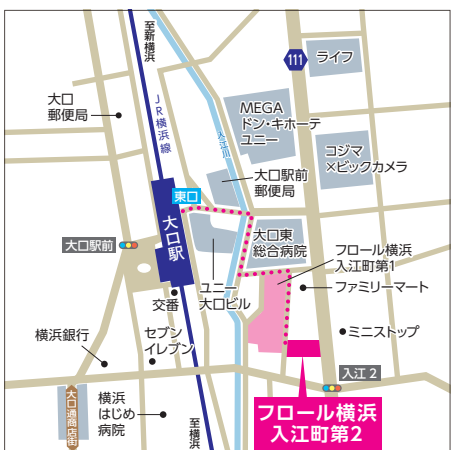 至新横浜
111
ライフ
大口
郵便局
JR横浜線
入江川
MEGA
ドン・キホーテ
ユニー
コジマ
×ビックカメラ
大口駅前
郵便局
東口
大口駅
大口東
総合病院
大口駅前
フロール横浜
入江町第1
ユニー
大口ビル
ファミリーマート
交番
横浜銀行
セブン
イレブン
ミニストップ
入江2
大口通商店街
横浜
はじめ
病院
至横浜
フロール横浜
入江町第2